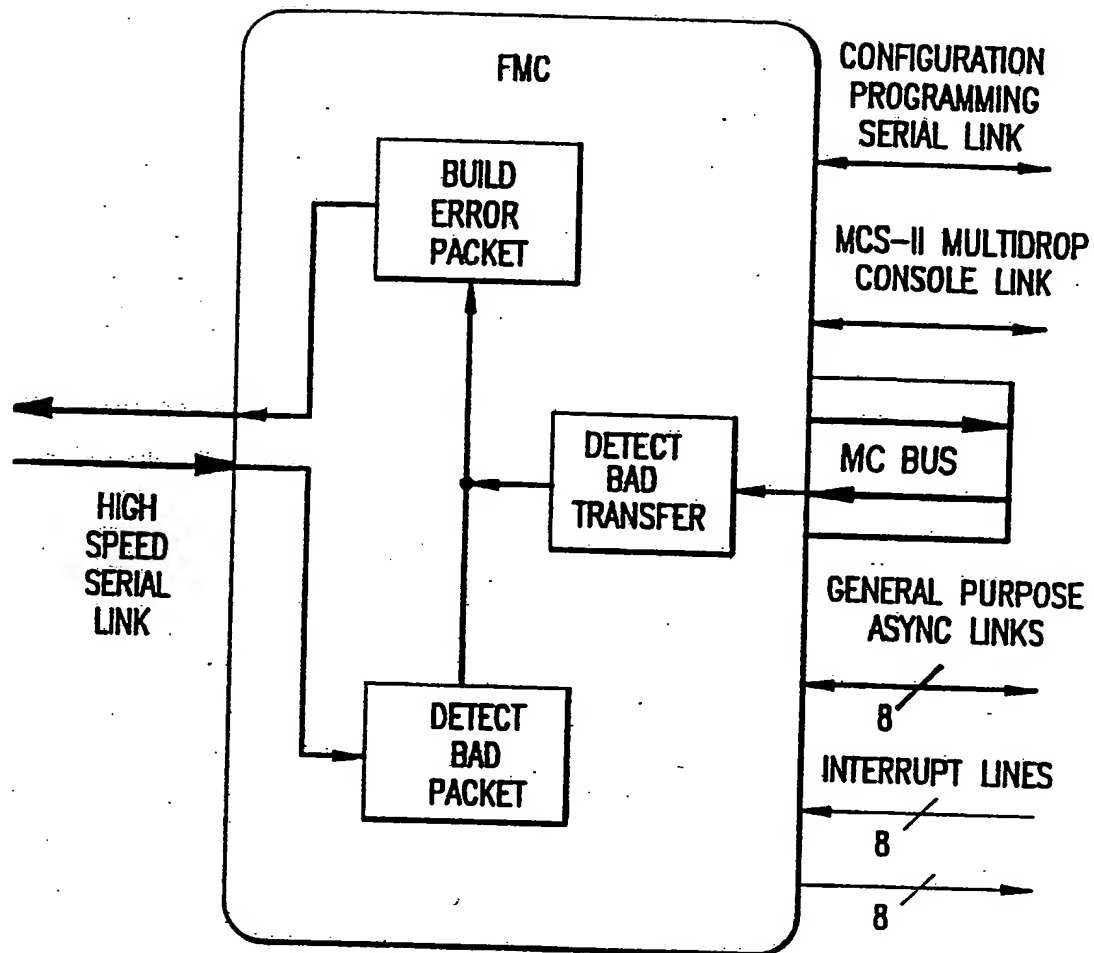 FMC
BUILD
ERROR
PACKET
DETECT
BAD
TRANSFER
DETECT
BAD
PACKET
HIGH
SPEED
SERIAL
LINK
CONFIGURATION
PROGRAMMING
SERIAL LINK
MCS-II MULTIDROP
CONSOLE LINK
MC BUS
GENERAL PURPOSE
ASYNC LINKS
8
INTERRUPT LINES
8
8